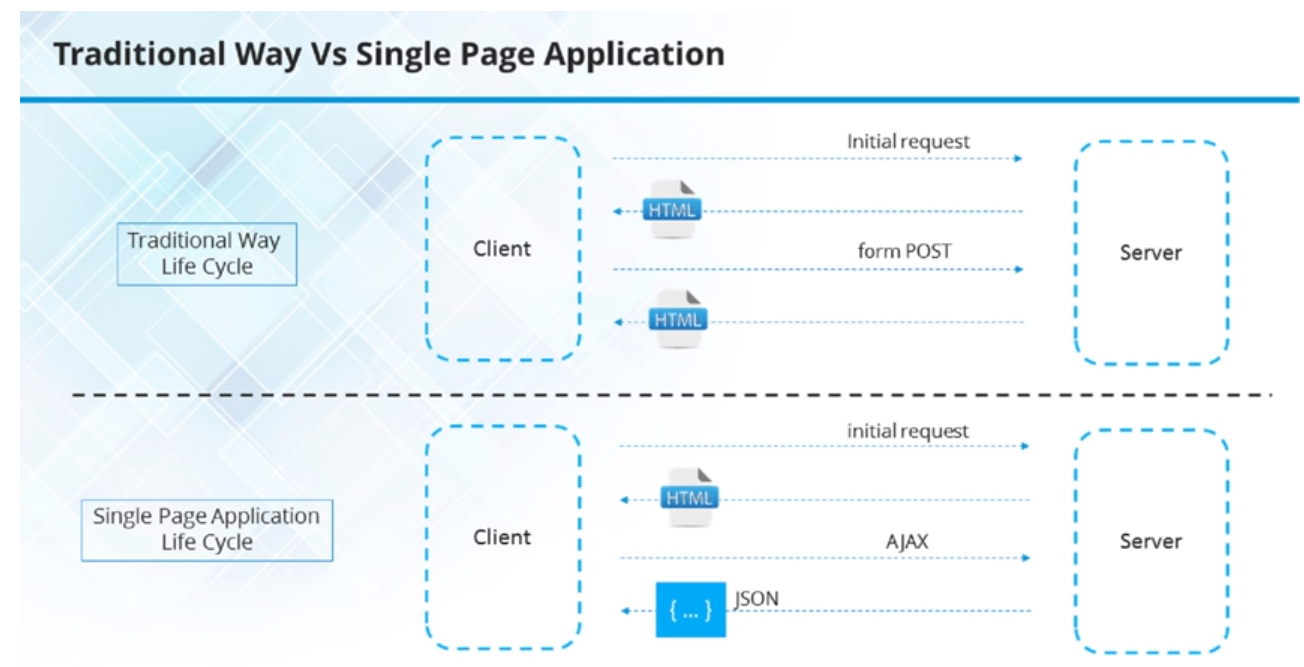 Traditional Way Vs Single Page Application
Initial request
HTML
Traditional Way
Life Cycle
Client
form POST
Server
HTML
initial request
HTML
Single Page Application
Life Cycle
Client
AJAX
Server
{ ... }
JSON